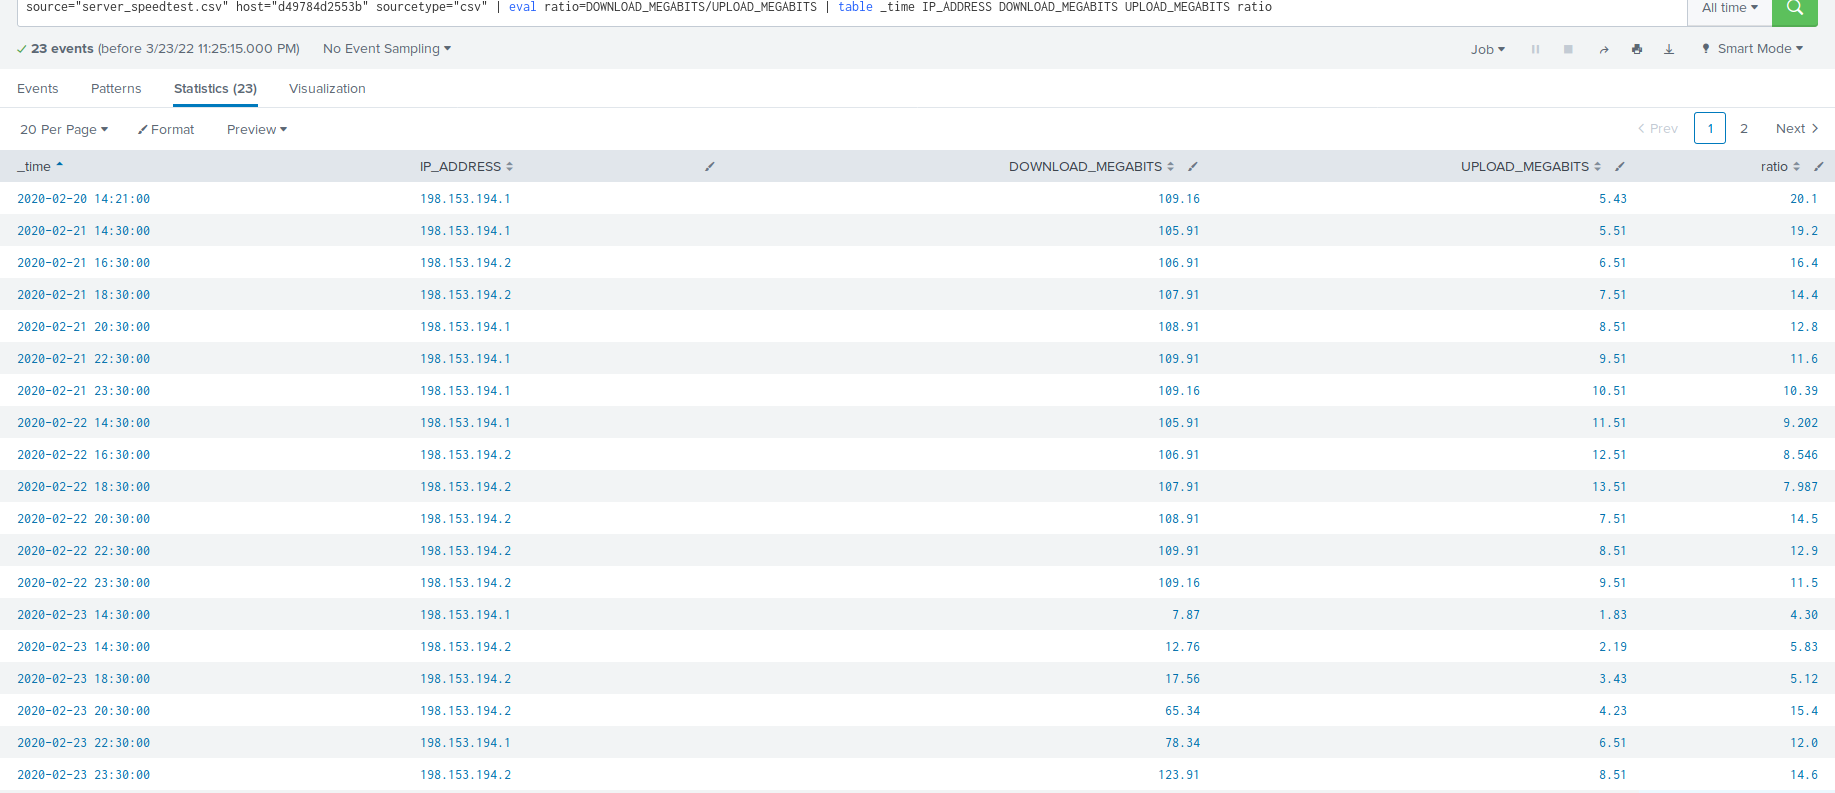 source="server_speedtest.csv" host="d49784d2553b" sourcetype="csv" | eval ratio=DOWNLOAD_MEGABITS/UPLOAD_MEGABITS | table _time IP_ADDRESS DOWNLOAD_MEGABITS UPLOAD_MEGABITS ratio All time
23 events (before 3/23/22 11:25:15.000 PM) No Event Sampling Job Smart Mode
Events Patterns Statistics (23) Visualization
20 Per Page Format Preview Prev 1 2 Next
_time IP_ADDRESS DOWNLOAD_MEGABITS UPLOAD_MEGABITS ratio
2020-02-20 14:21:00 198.153.194.1 109.16 5.43 20.1
2020-02-21 14:30:00 198.153.194.1 105.91 5.51 19.2
2020-02-21 16:30:00 198.153.194.2 106.91 6.51 16.4
2020-02-21 18:30:00 198.153.194.2 107.91 7.51 14.4
2020-02-21 20:30:00 198.153.194.1 108.91 8.51 12.8
2020-02-21 22:30:00 198.153.194.1 109.91 9.51 11.6
2020-02-21 23:30:00 198.153.194.1 109.16 10.51 10.39
2020-02-22 14:30:00 198.153.194.1 105.91 11.51 9.202
2020-02-22 16:30:00 198.153.194.2 106.91 12.51 8.546
2020-02-22 18:30:00 198.153.194.2 107.91 13.51 7.987
2020-02-22 20:30:00 198.153.194.2 108.91 7.51 14.5
2020-02-22 22:30:00 198.153.194.2 109.91 8.51 12.9
2020-02-22 23:30:00 198.153.194.2 109.16 9.51 11.5
2020-02-23 14:30:00 198.153.194.1 7.87 1.83 4.30
2020-02-23 14:30:00 198.153.194.2 12.76 2.19 5.83
2020-02-23 18:30:00 198.153.194.2 17.56 3.43 5.12
2020-02-23 20:30:00 198.153.194.2 65.34 4.23 15.4
2020-02-23 22:30:00 198.153.194.1 78.34 6.51 12.0
2020-02-23 23:30:00 198.153.194.2 123.91 8.51 14.6